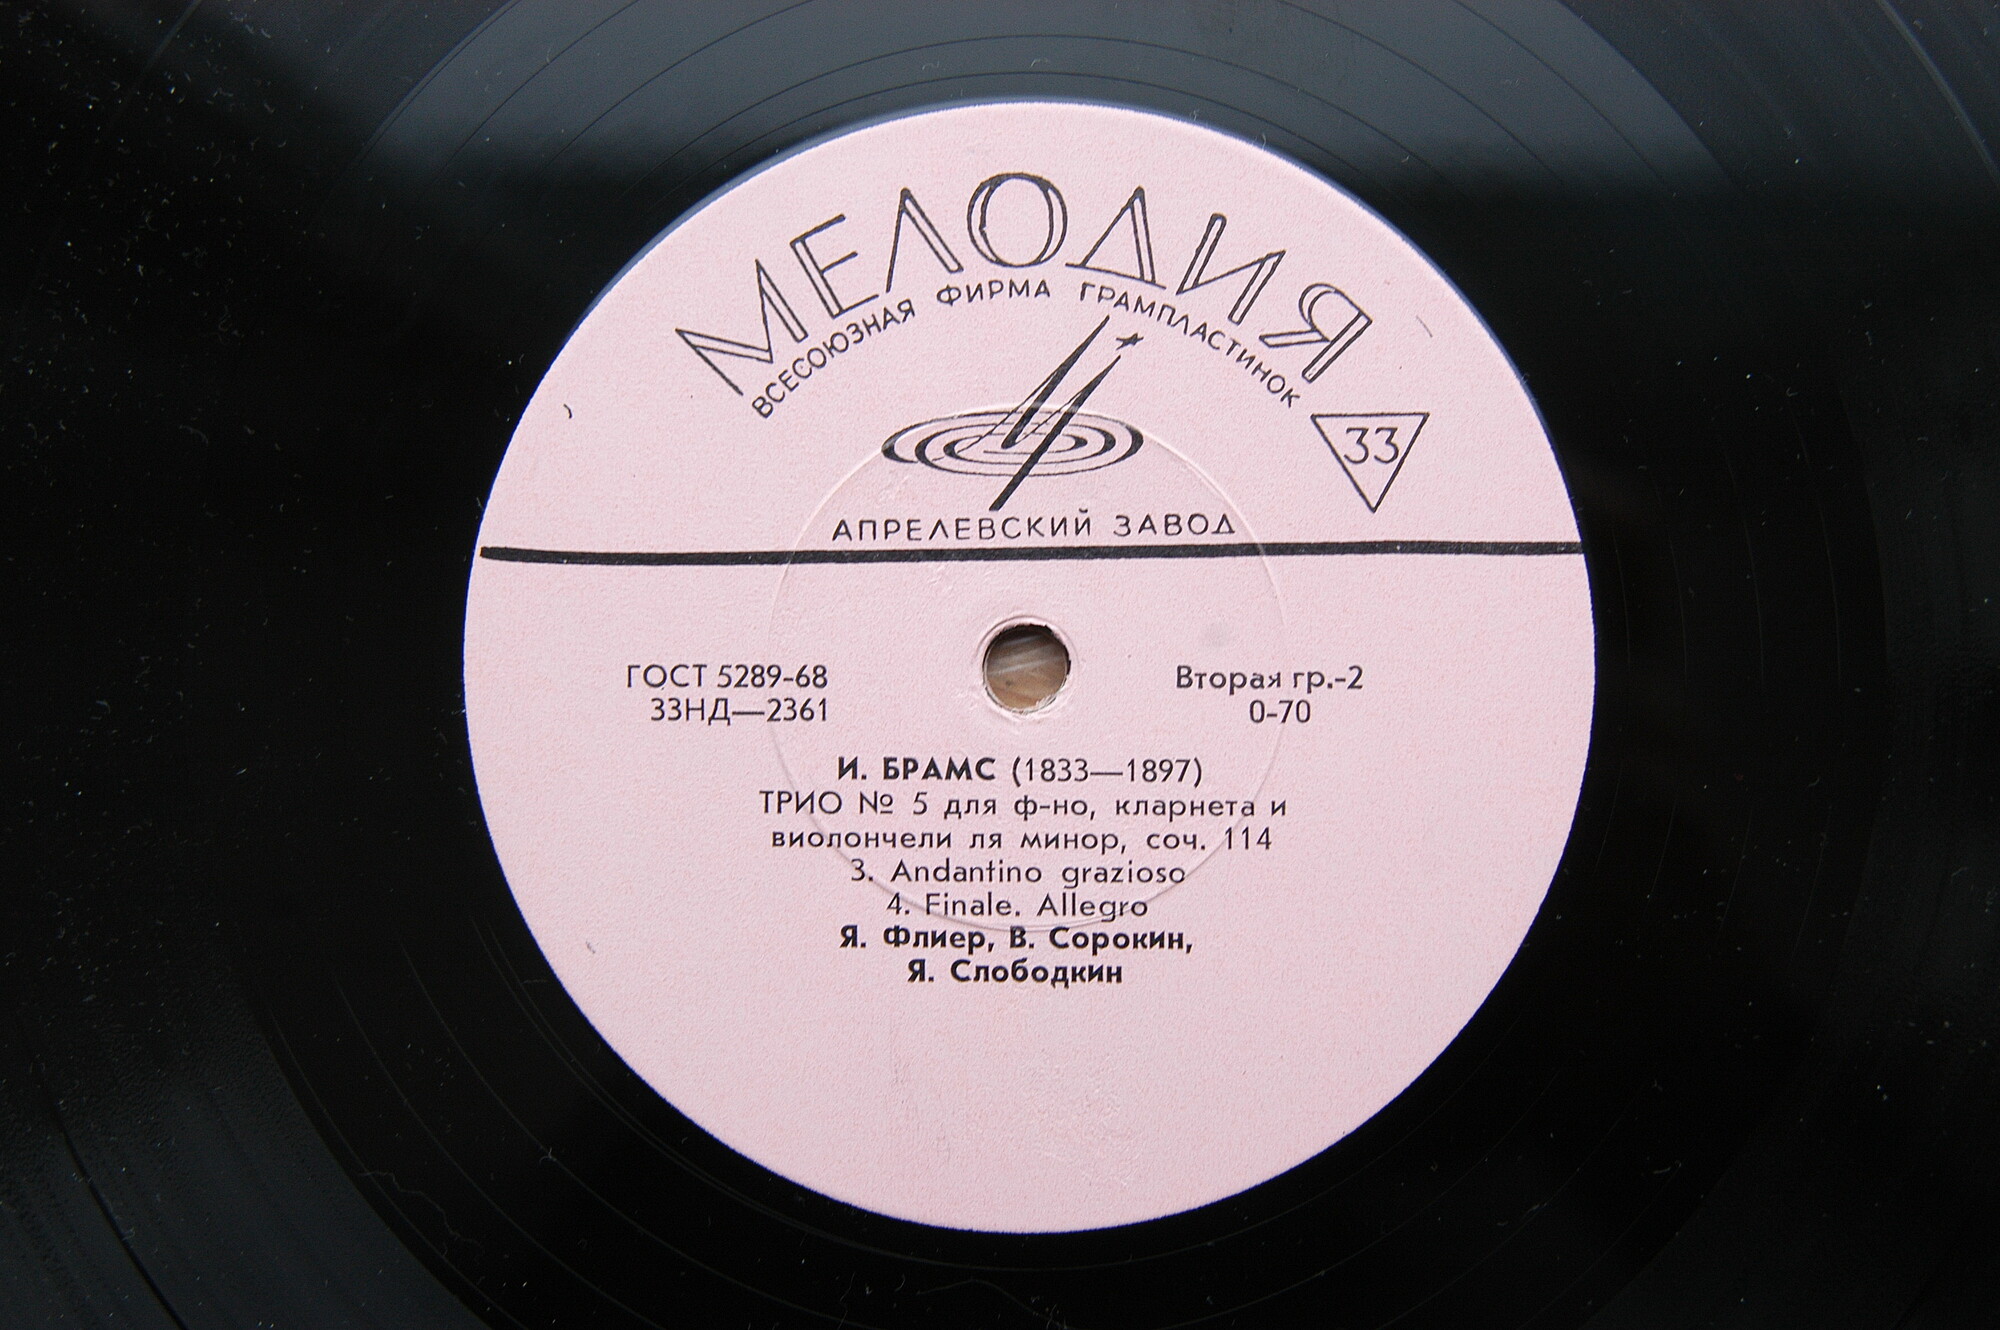 МЕЛОДИЯ
ВСЕСОЮЗНАЯ ФИРМА ГРАМПЛАСТИНОК
33
АПРЕЛЕВСКИЙ ЗАВОД
ГОСТ 5289-68
33НД—2361
Вторая гр.-2
0-70
И. БРАМС (1833—1897)
ТРИО № 5 для ф-но, кларнета и
виолончели ля минор, соч. 114
3. Andantino grazioso
4. Finale. Allegro
Я. Флиер, В. Сорокин,
Я. Слободкин